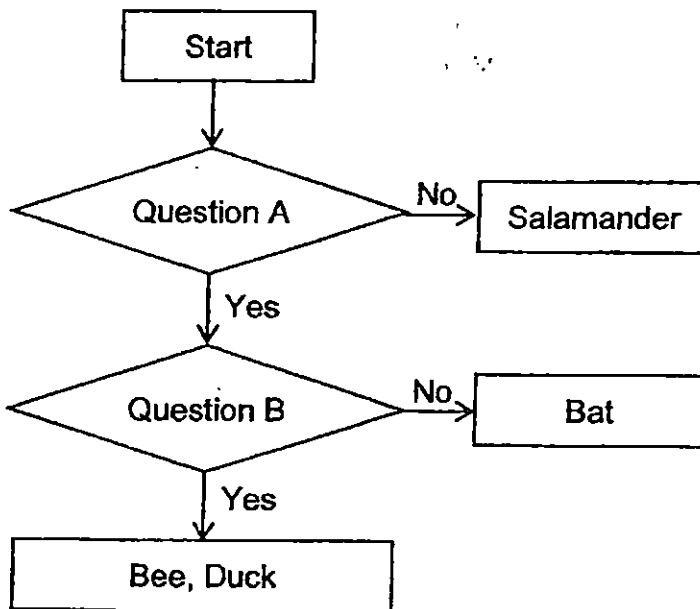 Start
Question A
No
Salamander
Yes
Question B
No
Bat
Yes
Bee, Duck